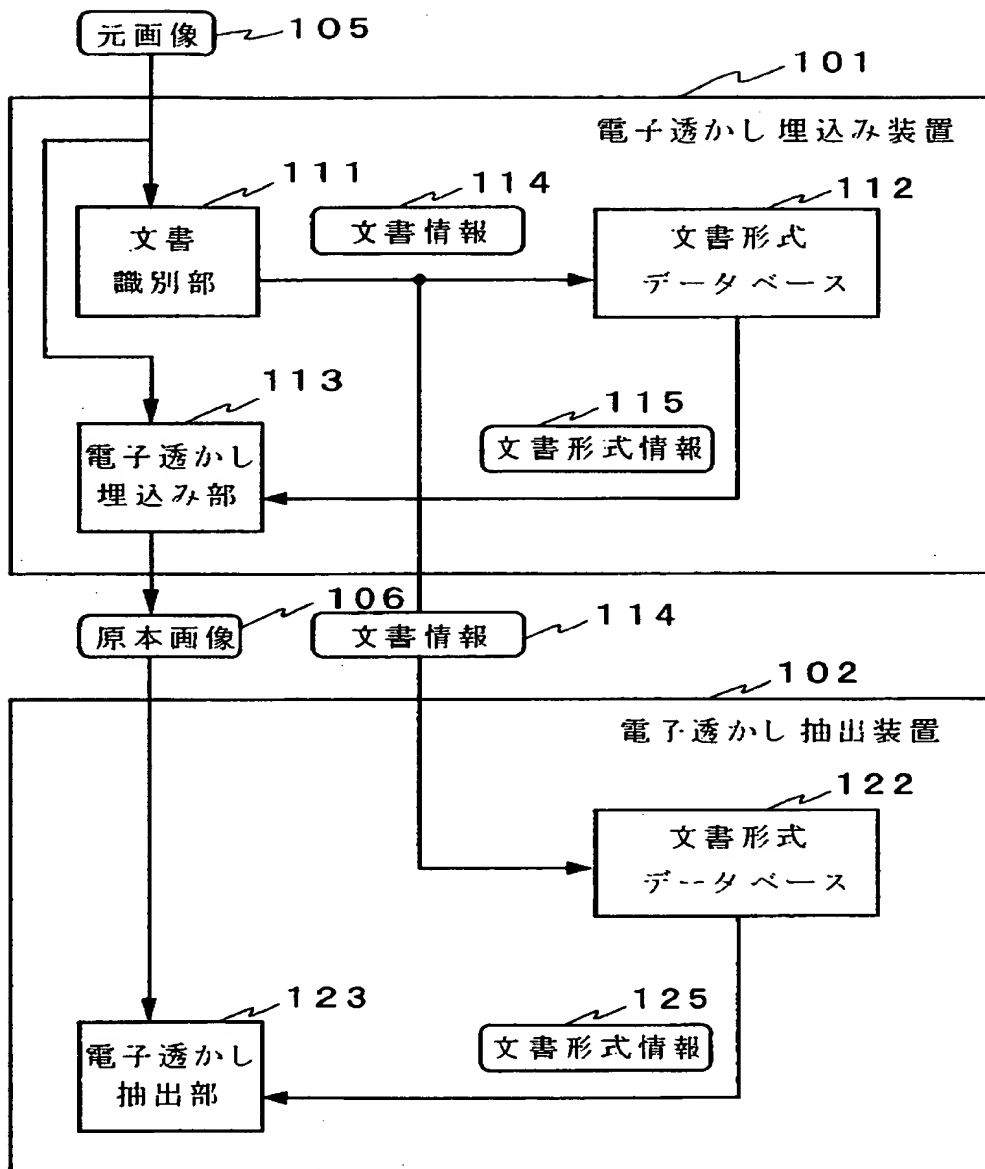 元画像
105
101
電子透かし 埋込み装置
111
114
112
文書
識別部
文書情報
文書形式
データベース
113
115
電子透かし
埋込み部
文書形式情報
106
原本画像
文書情報
114
102
電子透かし 抽出装置
122
文書形式
データベース
123
125
電子透かし
抽出部
文書形式情報